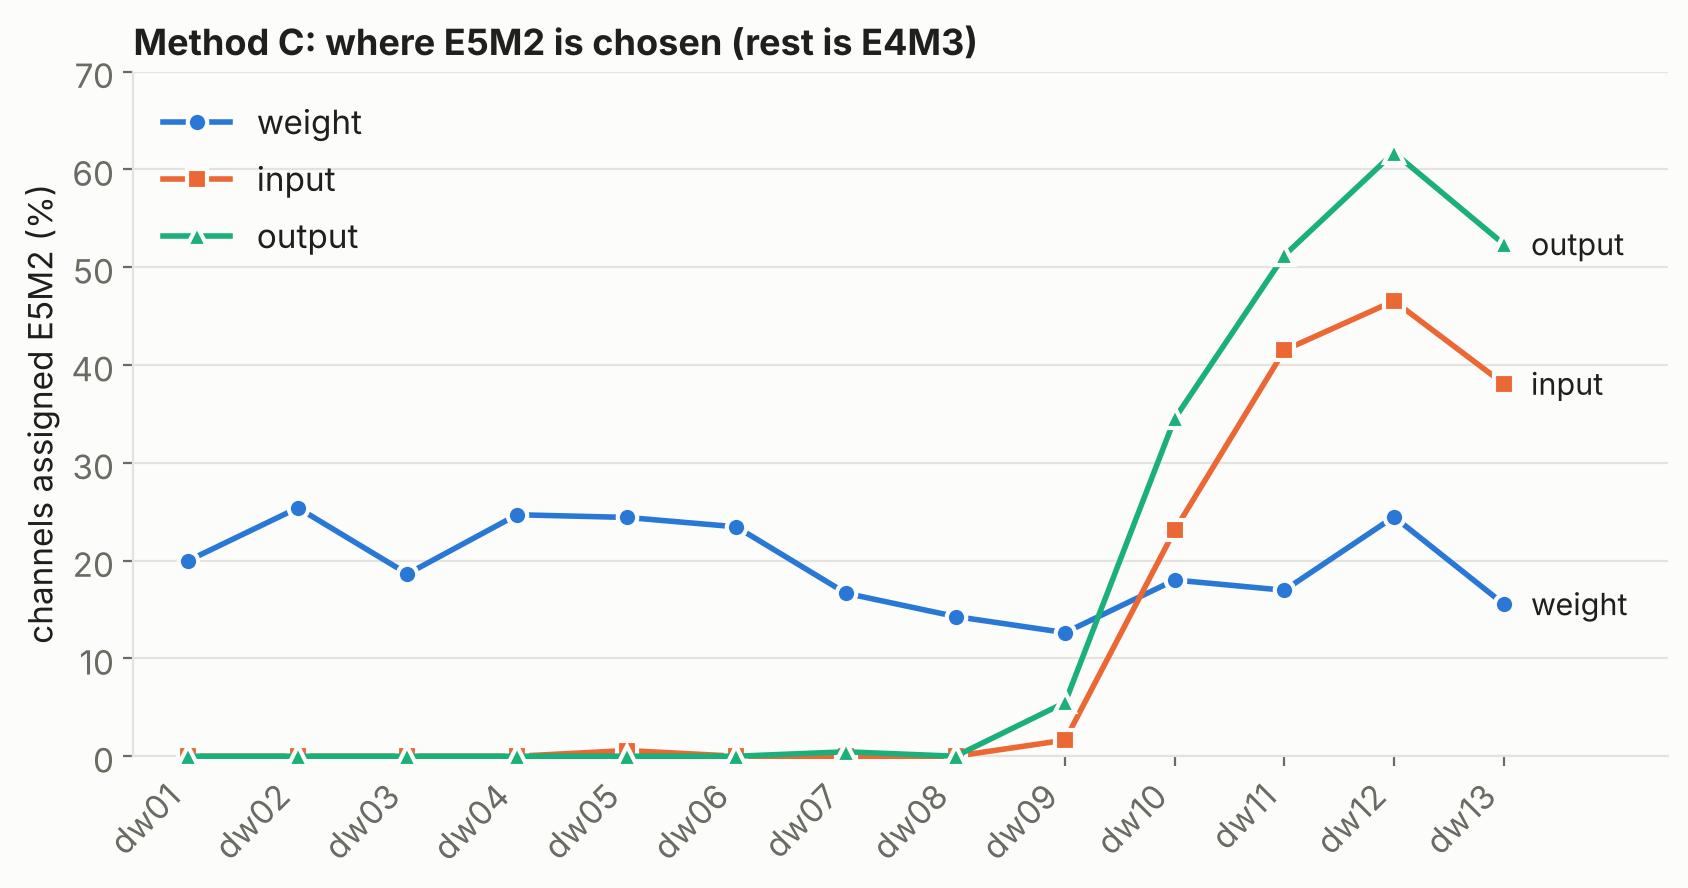 Method C: where E5M2 is chosen (rest is E4M3)
channels assigned E5M2 (%)
70
60
50
40
30
20
10
0
weight
input
output
output
input
weight
dw01
dw02
dw03
dw04
dw05
dw06
dw07
dw08
dw09
dw10
dw11
dw12
dw13